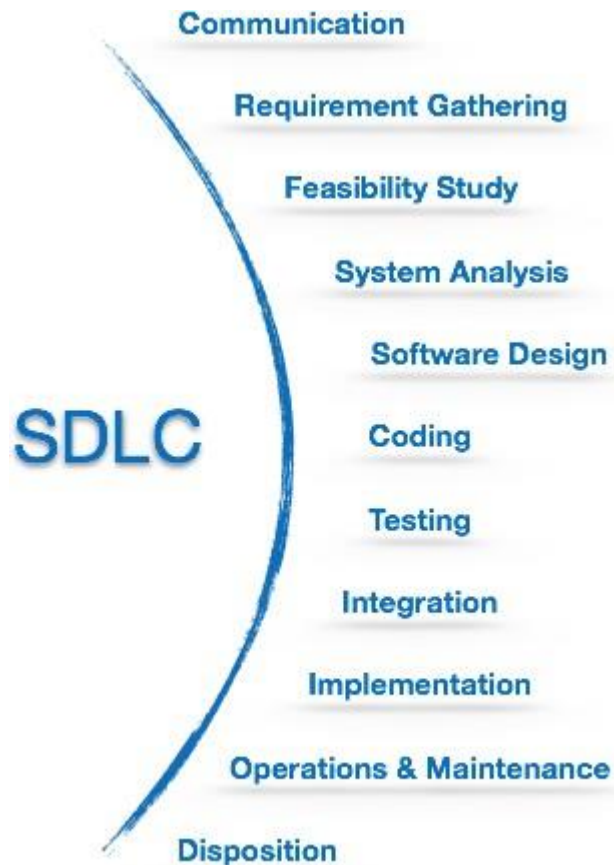 Communication
Requirement Gathering
Feasibility Study
System Analysis
Software Design
SDLC
Coding
Testing
Integration
Implementation
Operations & Maintenance
Disposition